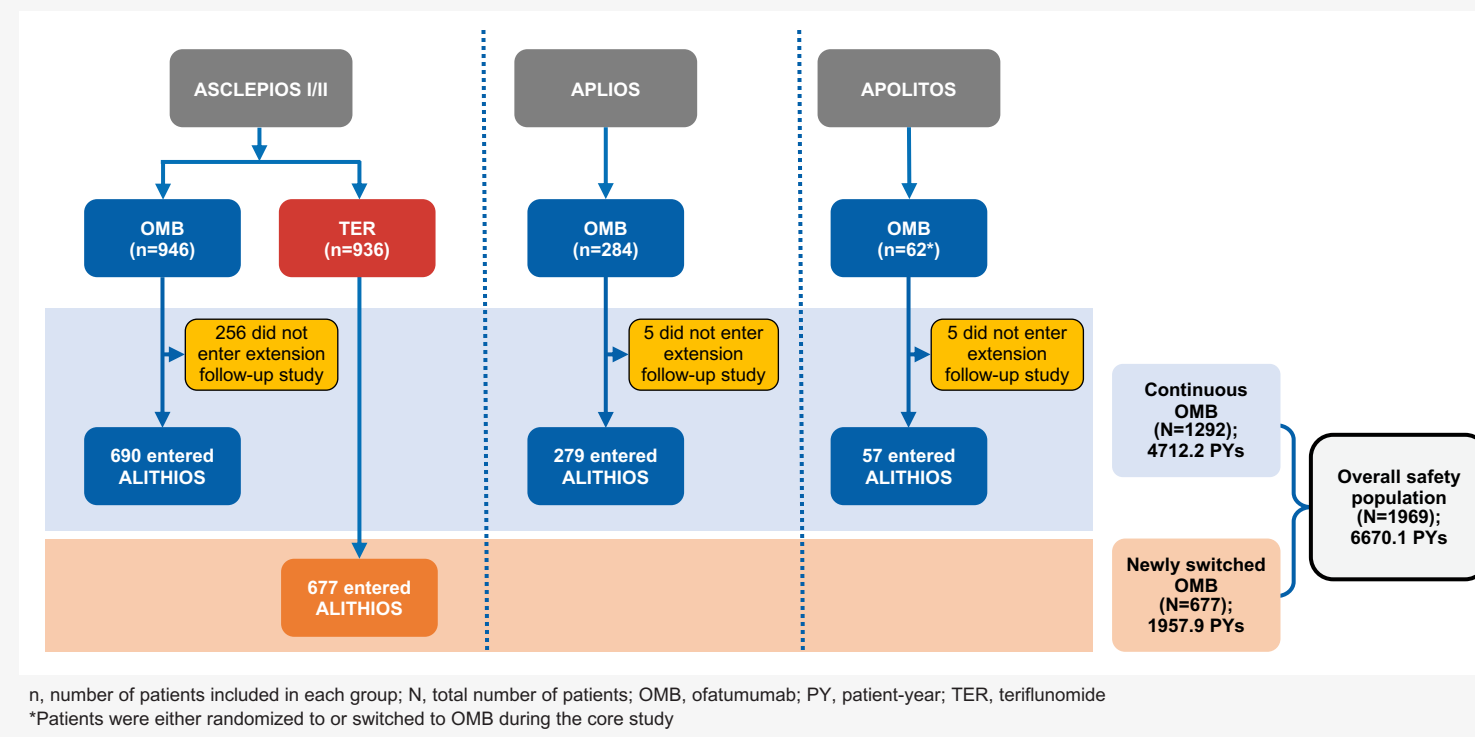 ASCLEPIOS I/II
APLIOS
APOLITOS
OMB
(n=946)
TER
(n=936)
OMB
(n=284)
OMB
(n=62*)
256 did not
enter extension
follow-up study
5 did not enter
extension
follow-up study
5 did not enter
extension
follow-up study
690 entered
ALITHIOS
279 entered
ALITHIOS
57 entered
ALITHIOS
677 entered
ALITHIOS
Continuous
OMB
(N=1292);
4712.2 PYs
Newly switched
OMB
(N=677);
1957.9 PYs
Overall safety
population
(N=1969);
6670.1 PYs
n, number of patients included in each group; N, total number of patients; OMB, ofatumumab; PY, patient-year; TER, teriflunomide
*Patients were either randomized to or switched to OMB during the core study